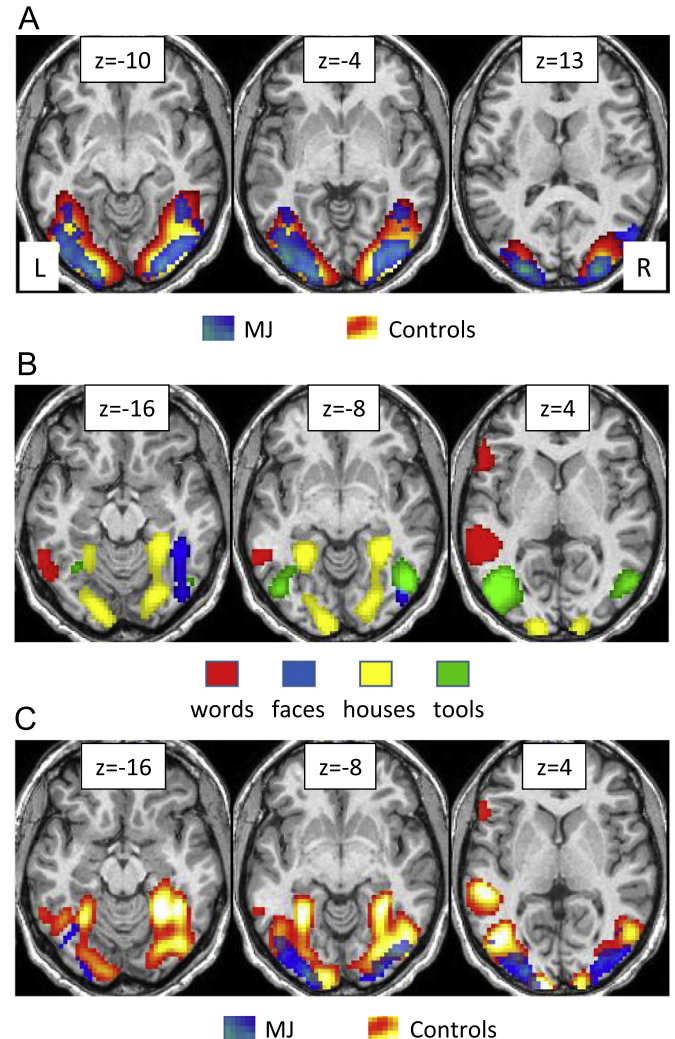 A
z=-10 z=-4 z=13
L R
MJ Controls
B
z=-16 z=-8 z=4
words faces houses tools
C
z=-16 z=-8 z=4
MJ Controls